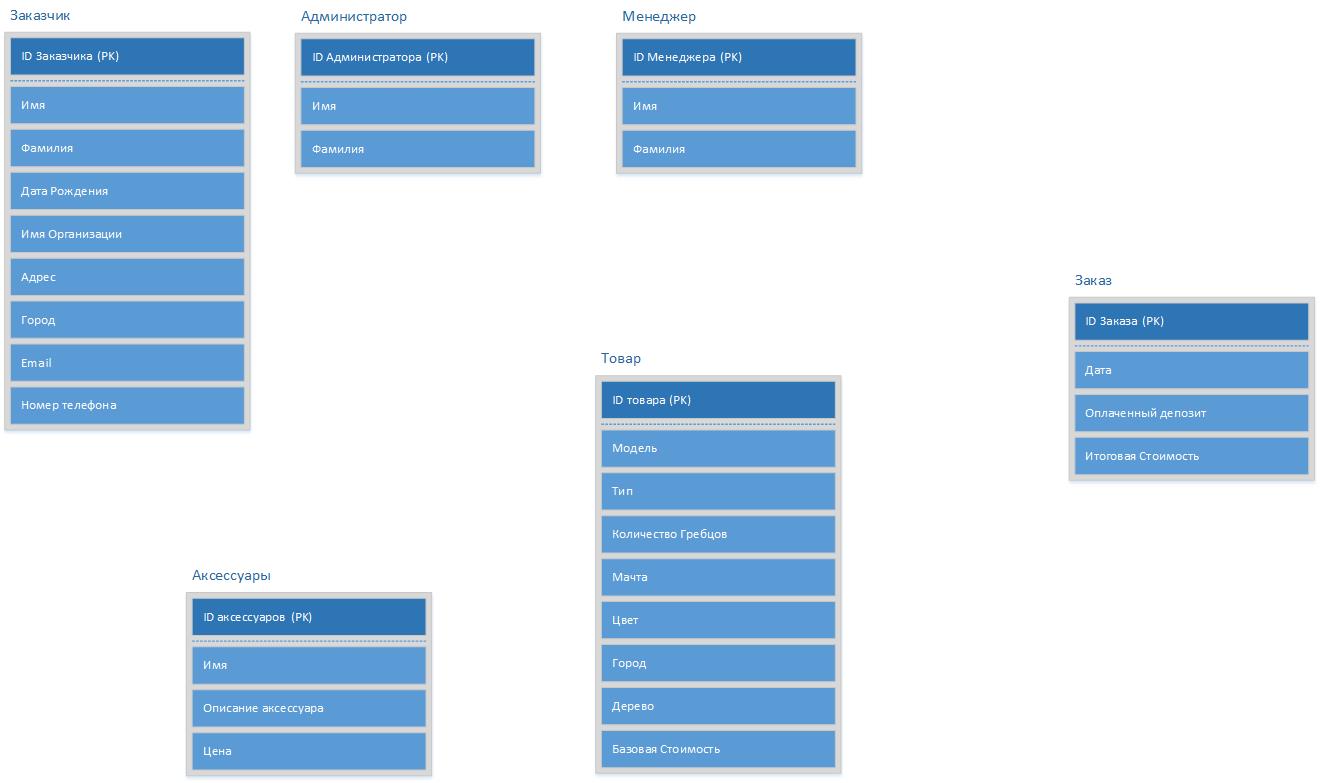 Заказчик
ID Заказчика (PK)
Имя
Фамилия
Дата Рождения
Имя Организации
Адрес
Город
Email
Номер телефона
Администратор
ID Администратора (PK)
Имя
Фамилия
Менеджер
ID Менеджера (PK)
Имя
Фамилия
Заказ
ID Заказа (PK)
Дата
Оплаченный депозит
Итоговая Стоимость
Товар
ID товара (PK)
Модель
Тип
Количество Гребцов
Мачта
Цвет
Город
Дерево
Базовая Стоимость
Аксессуары
ID аксессуаров (PK)
Имя
Описание аксессуара
Цена